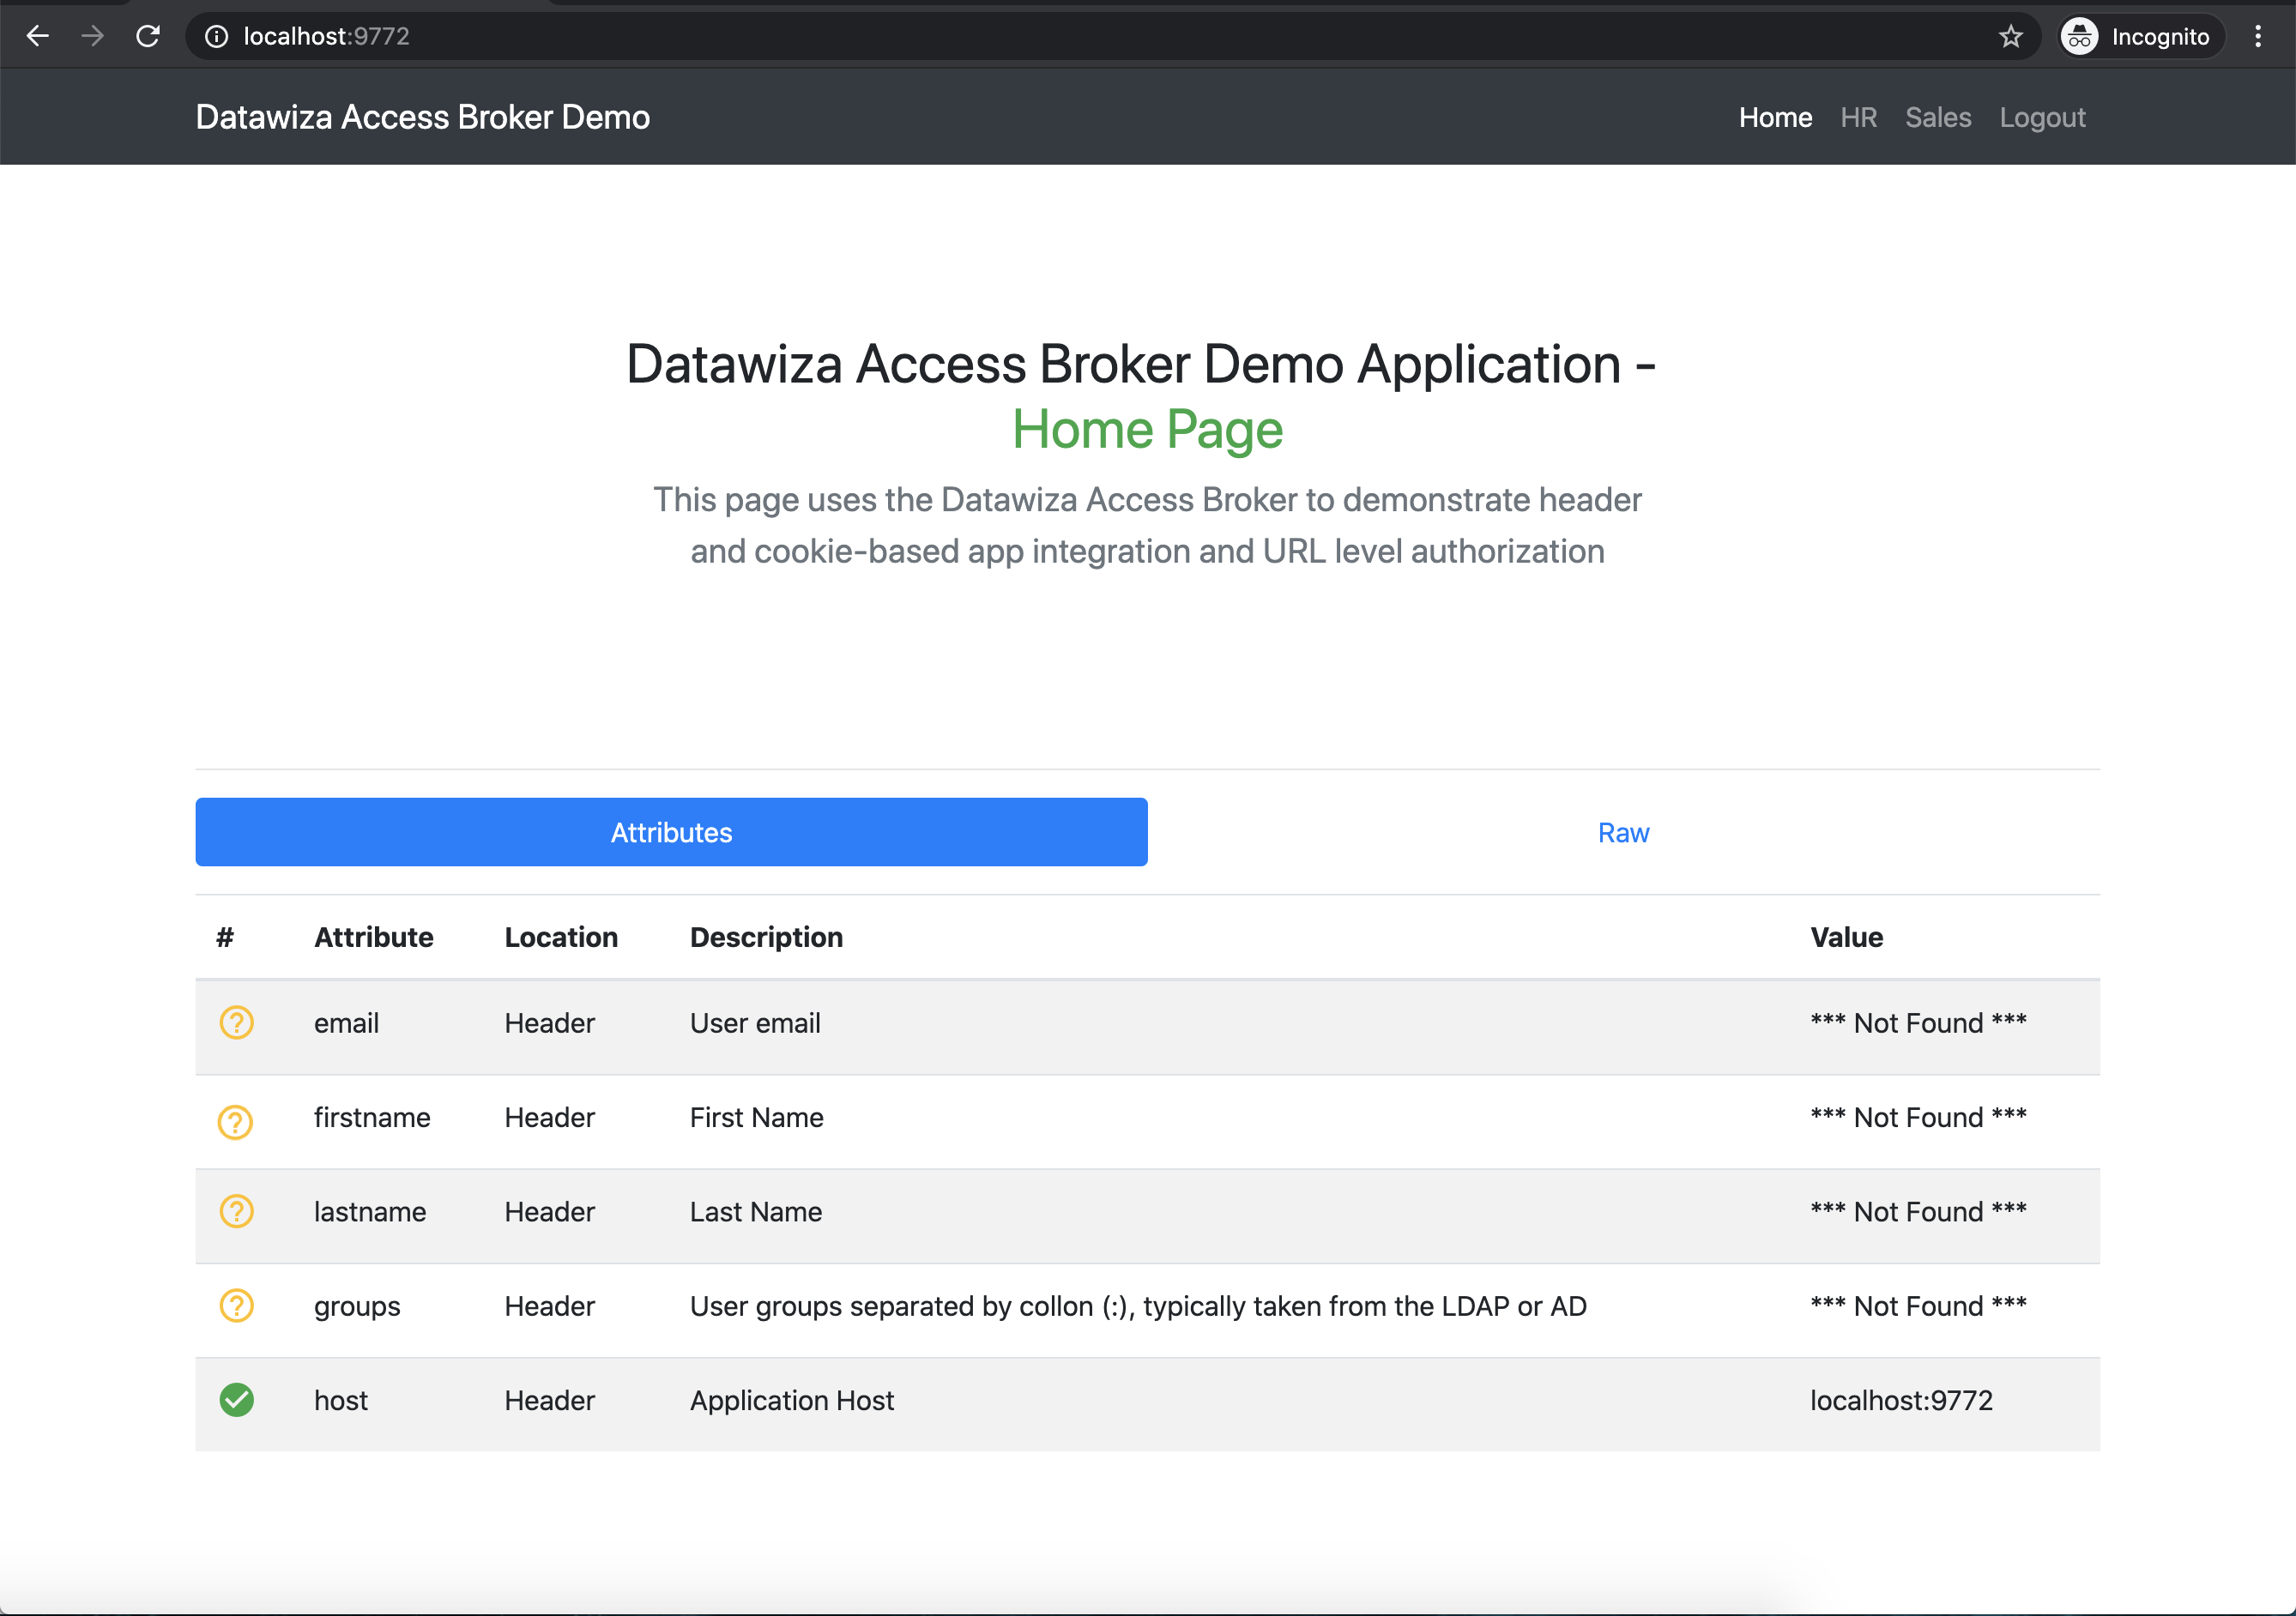 localhost:9772
Incognito
Datawiza Access Broker Demo
Home HR Sales Logout
Datawiza Access Broker Demo Application -
Home Page
This page uses the Datawiza Access Broker to demonstrate header
and cookie-based app integration and URL level authorization
Attributes Raw
# Attribute Location Description Value
email Header User email *** Not Found ***
firstname Header First Name *** Not Found ***
lastname Header Last Name *** Not Found ***
groups Header User groups separated by collon (:), typically taken from the LDAP or AD *** Not Found ***
host Header Application Host localhost:9772